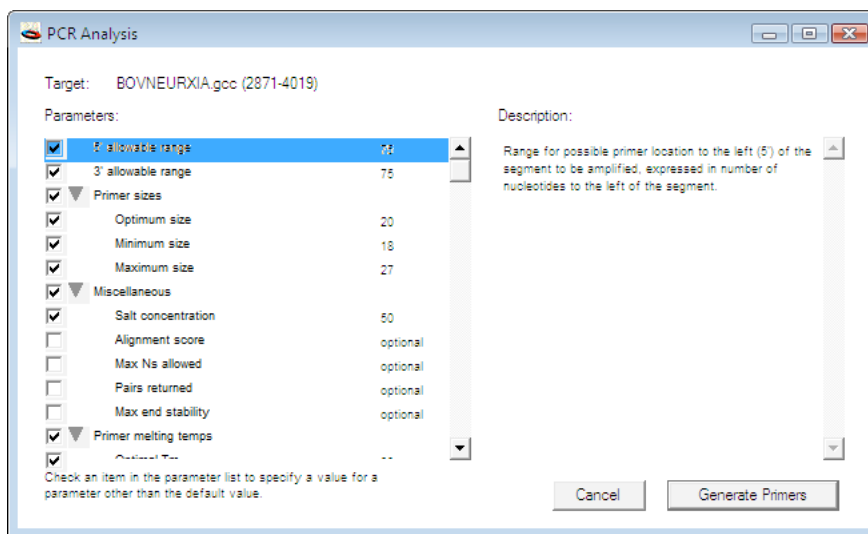 PCR Analysis
Target: BOVNEURXIA.gcc (2871-4019)
Parameters:
Description:
5' allowable range 75
3' allowable range 75
Primer sizes
Optimum size 20
Minimum size 18
Maximum size 27
Miscellaneous
Salt concentration 50
Alignment score optional
Max Ns allowed optional
Pairs returned optional
Max end stability optional
Primer melting temps
Optimal Tm
Range for possible primer location to the left (5') of the
segment to be amplified, expressed in number of
nucleotides to the left of the segment.
Check an item in the parameter list to specify a value for a
parameter other than the default value.
Cancel
Generate Primers